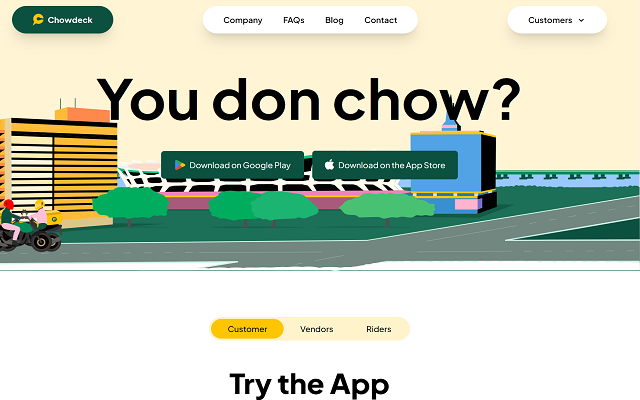 Chowdeck
Company FAQs Blog Contact
Customers
You don chow?
Download on Google Play
Download on the App Store
Customer Vendors Riders
Try the App